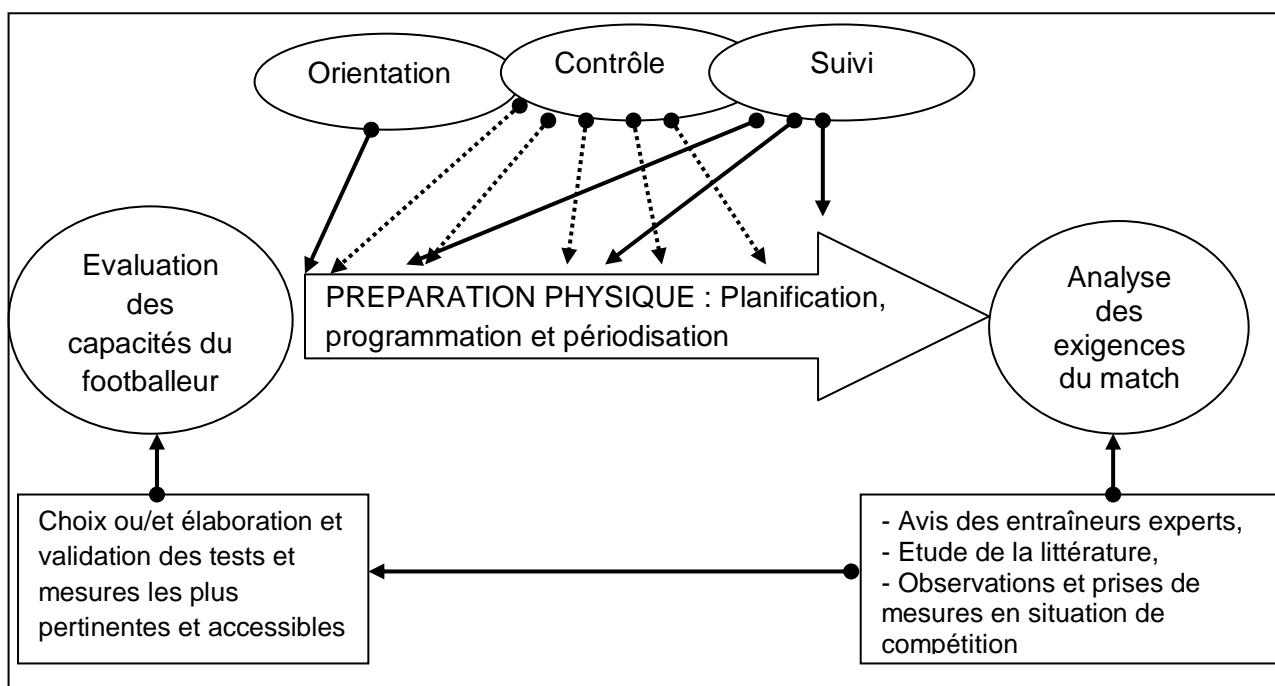 Orientation
Contrôle
Suivi
Evaluation
des
capacités du
footballeur
PREPARATION PHYSIQUE : Planification,
programmation et périodisation
Analyse
des
exigences
du match
Choix ou/et élaboration et
validation des tests et
mesures les plus
pertinentes et accessibles
- Avis des entraîneurs experts,
- Etude de la littérature,
- Observations et prises de
mesures en situation de
compétition